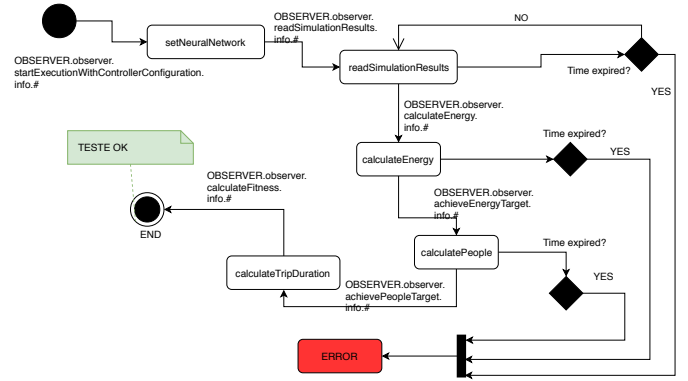 OBSERVER.observer.
startExecutionWithControllerConfiguration.
info.#
setNeuralNetwork
OBSERVER.observer.
readSimulationResults.
info.#
readSimulationResults
NO
Time expired?
YES
OBSERVER.observer.
calculateEnergy.
info.#
calculateEnergy
Time expired?
YES
OBSERVER.observer.
achieveEnergyTarget.
info.#
calculatePeople
Time expired?
YES
OBSERVER.observer.
achievePeopleTarget.
info.#
calculateTripDuration
OBSERVER.observer.
calculateFitness.
info.#
TESTE OK
END
ERROR